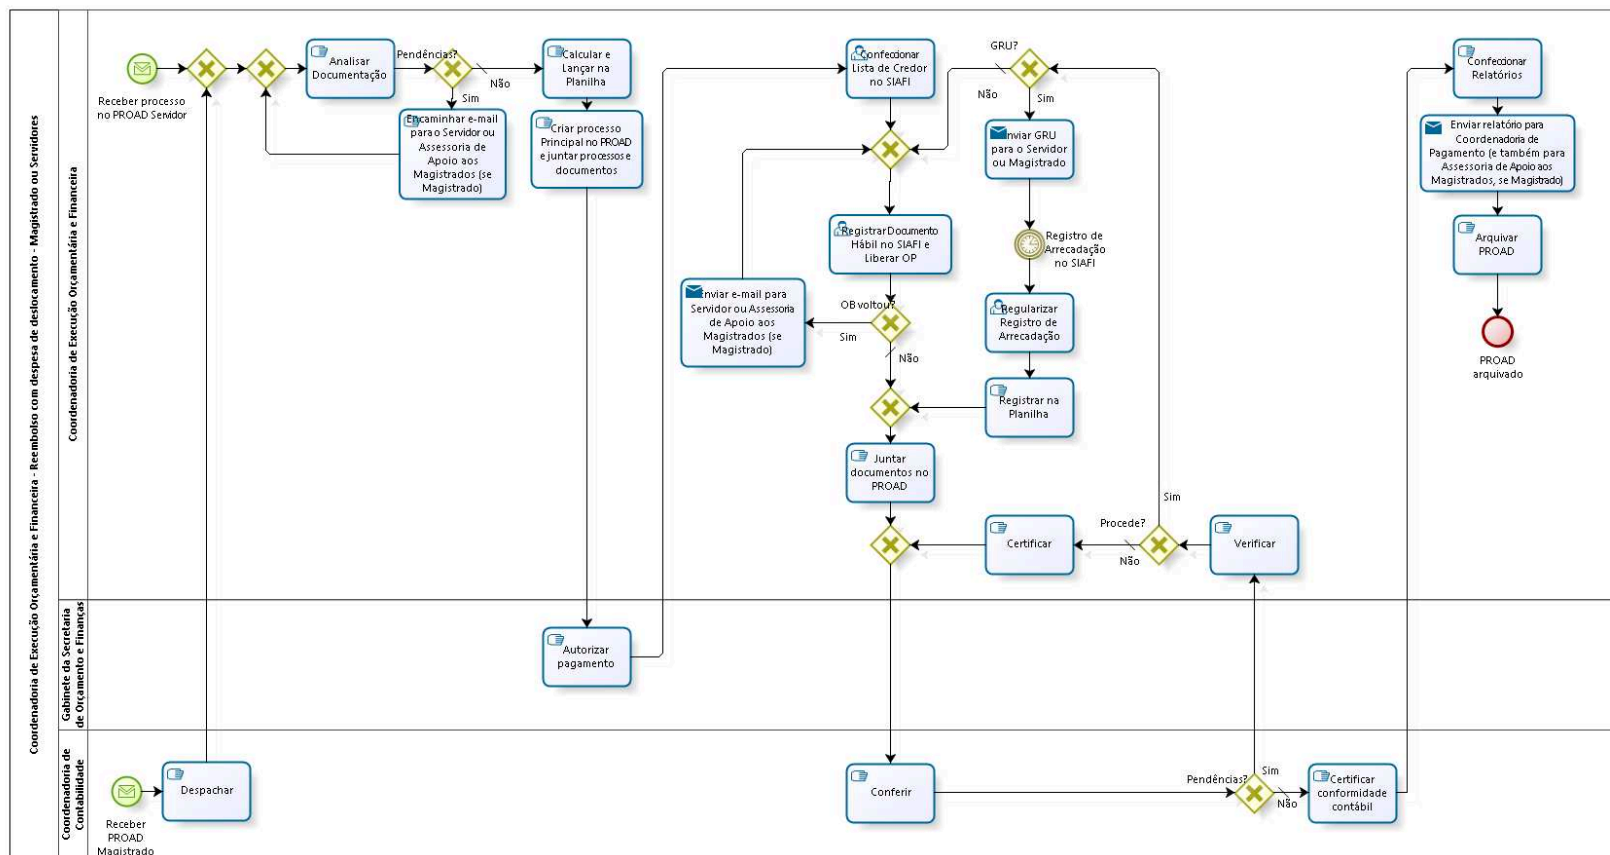 Coordenadoria de Execução Orçamentária e Financeira - Reembolso com despesa de deslocamento - Magistrado ou Servidores
Coordenadoria de Execução Orçamentária e Financeira
Receber processo
no PROAD Servidor
Analisar
Documentação
Pendências?
Não
Sim
Encaminhar e-mail
para o Servidor ou
Assessoria de
Apoio aos
Magistrados (se
Magistrado)
Calcular e
Lançar na
Planilha
Criar processo
Principal no PROAD
e juntar processos e
documentos
Confeccionar
Lista de Credor
no SIAFI
Registrar Documento
Hábil no SIAFI e
Liberar OP
OB voltou?
Sim
Não
Enviar e-mail para
Servidor ou Assessoria
de Apoio aos
Magistrados (se
Magistrado)
Juntar
documentos no
PROAD
GRU?
Não
Sim
Enviar GRU
para o Servidor
ou Magistrado
Registro de
Arrecadação
no SIAFI
Regularizar
Registro de
Arrecadação
Registrar na
Planilha
Certificar
Procede?
Sim
Não
Verificar
Confeccionar
Relatórios
Enviar relatório para
Coordenadoria de
Pagamento (e também para
Assessoria de Apoio aos
Magistrados, se Magistrado)
Arquivar
PROAD
PROAD
arquivado
Gabinete da Secretaria
de Orçamento e Finanças
Autorizar
pagamento
Coordenadoria de
Contabilidade
Receber
PROAD
Magistrado
Despachar
Conferir
Pendências?
Sim
Não
Certificar
conformidade
contábil